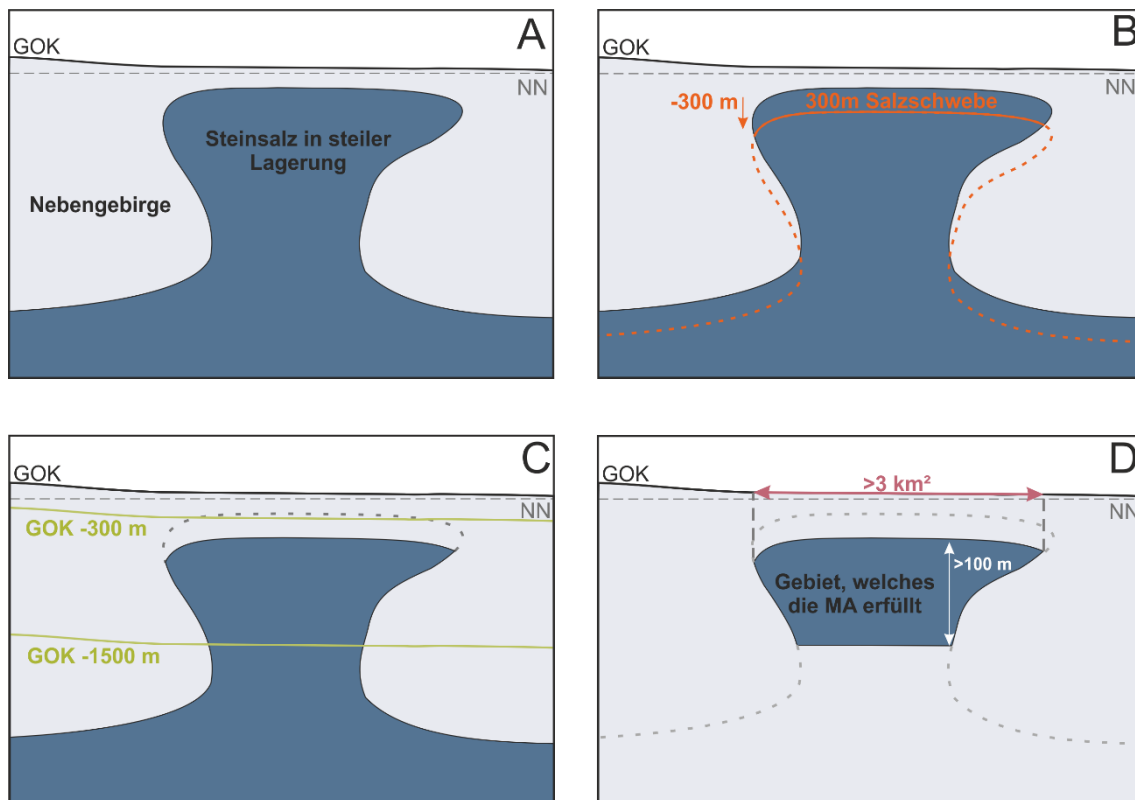 A
GOK
NN
Steinsalz in steiler
Lagerung
Nebengebirge
B
GOK
NN
-300 m
300m Salzschwebe
C
GOK
NN
GOK -300 m
GOK -1500 m
D
GOK
>3 km²
NN
>100 m
Gebiet, welches
die MA erfüllt